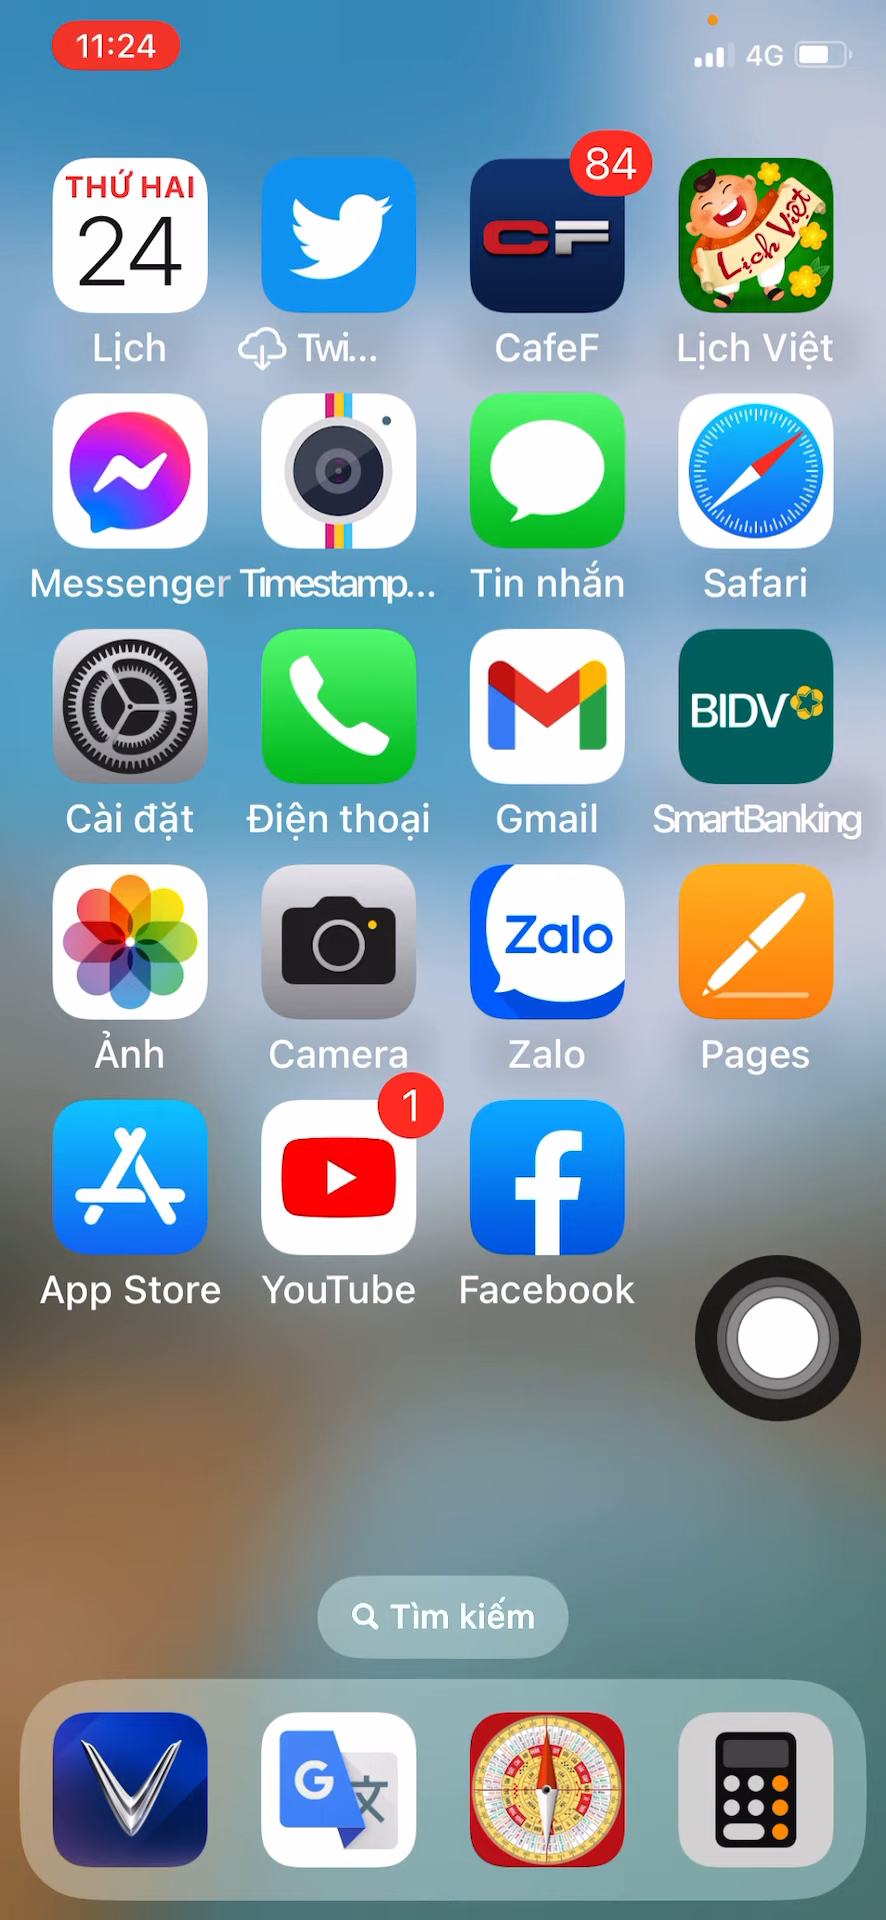 11:24
4G
THỨ HAI
24
84
CF
Lịch Việt
Lịch
Twi...
CafeF
Lịch Việt
Messenger
Timestamp...
Tin nhắn
Safari
BIDV
Cài đặt
Điện thoại
Gmail
SmartBanking
Zalo
Ảnh
Camera
Zalo
Pages
1
App Store
YouTube
Facebook
Tìm kiếm
G
文